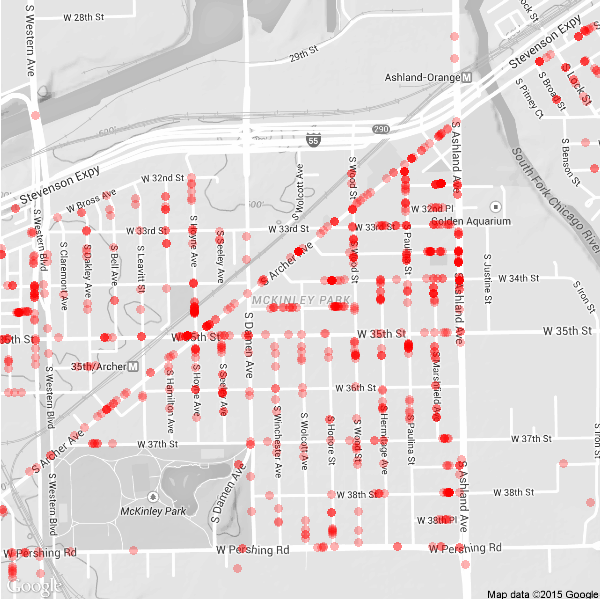 W 28th St
29th St
Stevenson Expy
S Western Ave
Ashland-Orange M
S Lock St
S Broad St
S Pitney Ct
S Benson St
290
55
S Ashland Ave
South Fork Chicago River
Stevenson Expy
W 32nd St
W Bross Ave
S Wolcott Ave
S Wood St
W 32nd Pl
Golden Aquarium
W 33rd St
W 33rd St
W 33rd St
S Western Blvd
S Claremont Ave
S Oakley Ave
S Bell Ave
S Leavitt St
S Hoyne Ave
S Seeley Ave
S Archer Ave
S Wood St
S Paulina St
S Justine St
S Iron St
W 34th St
S Ashland Ave
MCKINLEY PARK
S Damen Ave
35th St
W 35th St
W 35th St
W 35th St
35th/Archer M
S Hamilton Ave
S Hoyne Ave
S Seeley Ave
S Marshfield Ave
W 36th St
S Western Blvd
S Winchester Ave
S Wolcott Ave
S Honore St
S Wood St
S Hermitage Ave
S Paulina St
S Iron St
W 37th St
W 37th St
S Archer Ave
S Damen Ave
S Ashland Ave
S Western Blvd
McKinley Park
W 38th St
W 38th St
W 38th Pl
W Pershing Rd
W Pershing Rd
W Pershing Rd
Google
Map data ©2015 Google